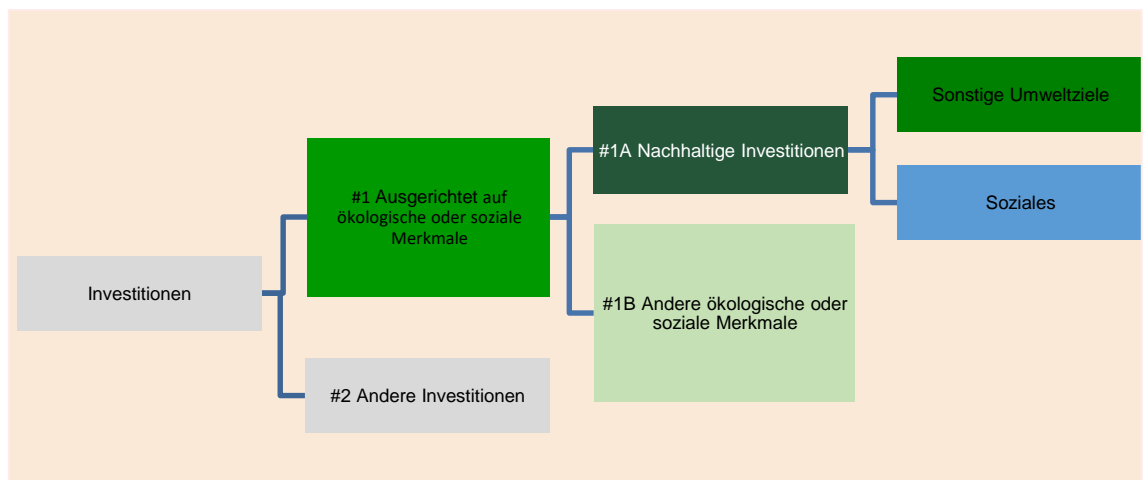 Sonstige Umweltziele
#1A Nachhaltige Investitionen
#1 Ausgerichtet auf
ökologische oder soziale
Merkmale
Soziales
Investitionen
#1B Andere ökologische oder
soziale Merkmale
#2 Andere Investitionen